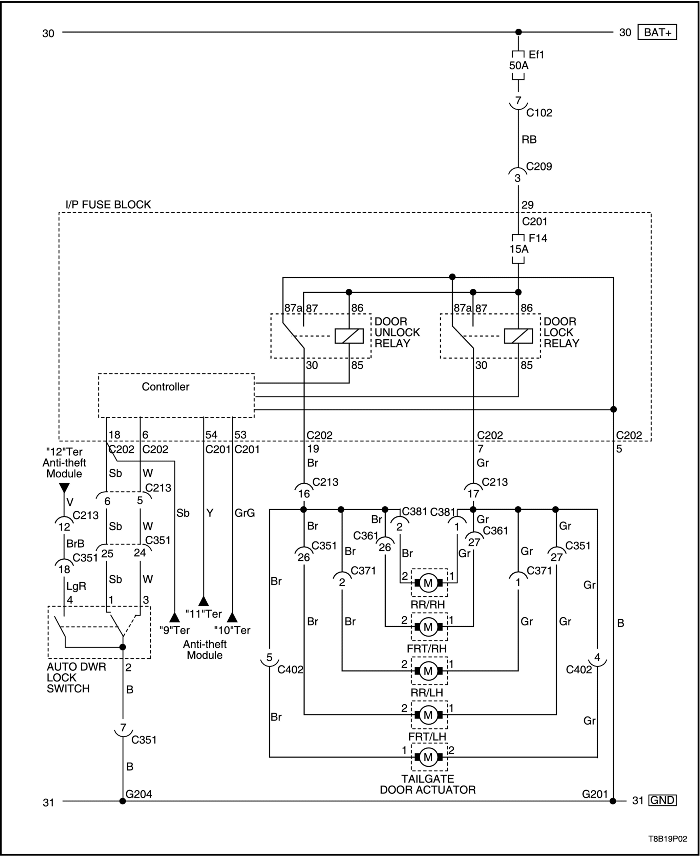 30
30 BAT+
Ef1
50A
7
C102
RB
C209
3
29
I/P FUSE BLOCK
C201
F14
15A
87a 87 86
87a 87 86
DOOR
UNLOCK
RELAY
DOOR
LOCK
RELAY
30 85
30 85
Controller
18 6 54 53 C202 C202 C202
"12"Ter
Anti-theft
Module
C202 C202 C201 C201 19 7 5
Br Gr
Sb W
V
C213 C213 C213
6 5 16 17
C213
12
Sb Y GrG
Sb W
BrB
C351
25 24
C351
18
Sb W
LgR
4 1 3
Br C381 C381 Gr
2 1
Br C361 C361 Gr
26 27
Br C351 C351 Gr
26 27
Br Br Gr Gr
C371 C371
2 1
2 M 1
RR/RH
Br Gr
B
Br Br Gr Gr
2 M 1
FRT/RH
"9"Ter "11"Ter "10"Ter
Anti-theft
Module
5 C402 C402 4
2 M 1
RR/LH
AUTO DWR
LOCK
SWITCH
2
B
2 M 1
FRT/LH
Br Gr
7
C351
1 M 2
TAILGATE
DOOR ACTUATOR
B
G204 G201
31
31 GND
T8B19P02